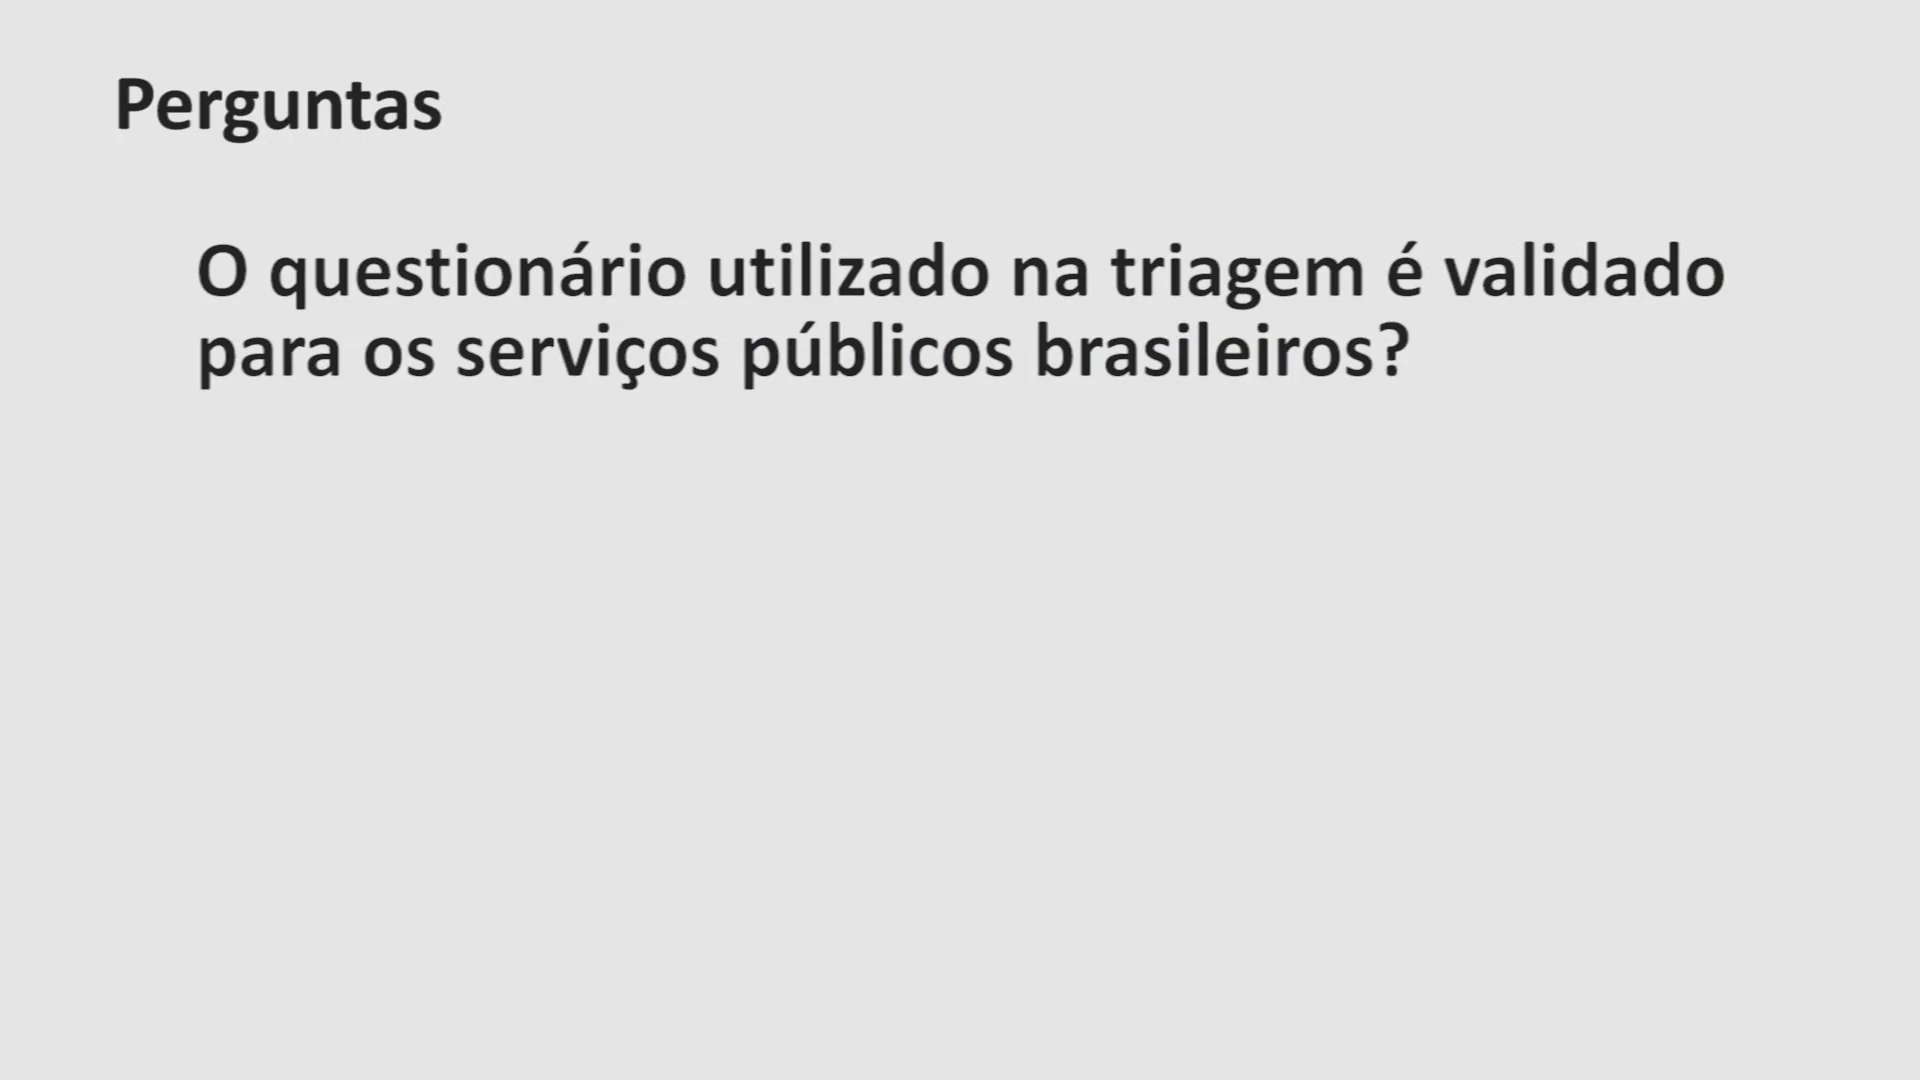 Perguntas
O questionário utilizado na triagem é validado
para os serviços públicos brasileiros?